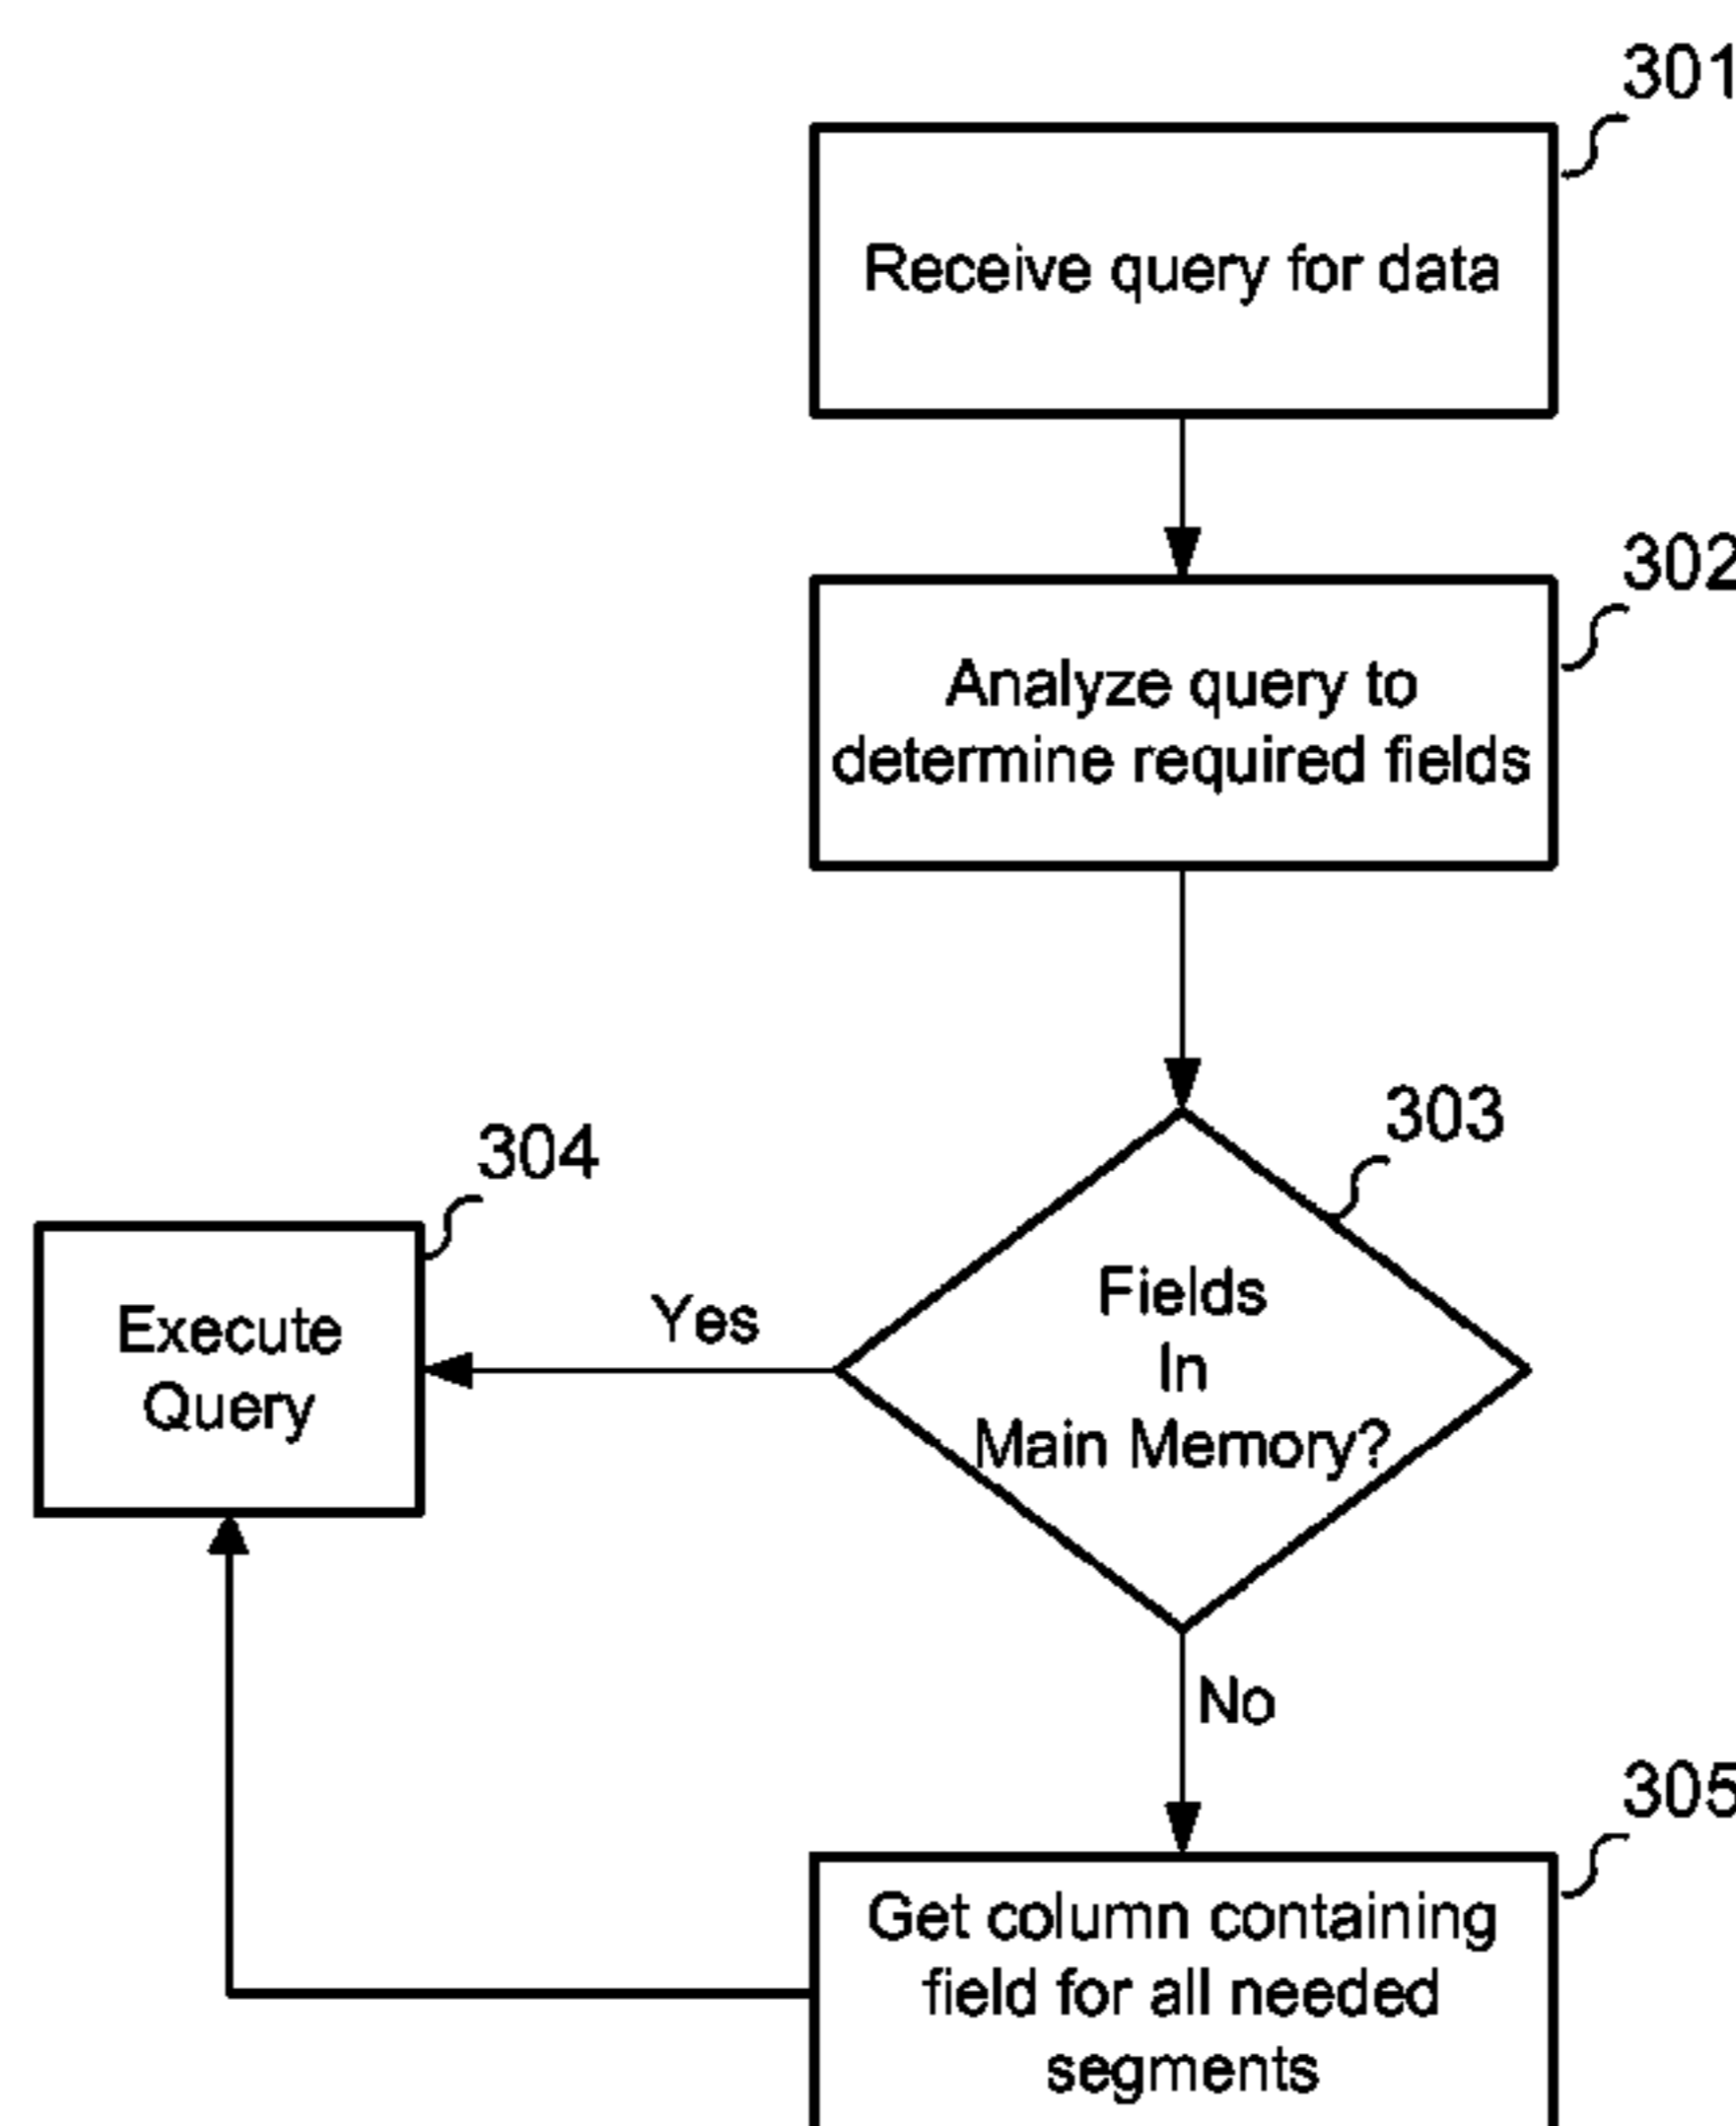 301
Receive query for data
302
Analyze query to
determine required fields
303
Fields
In
Main Memory?
304
Execute
Query
Yes
No
305
Get column containing
field for all needed
segments